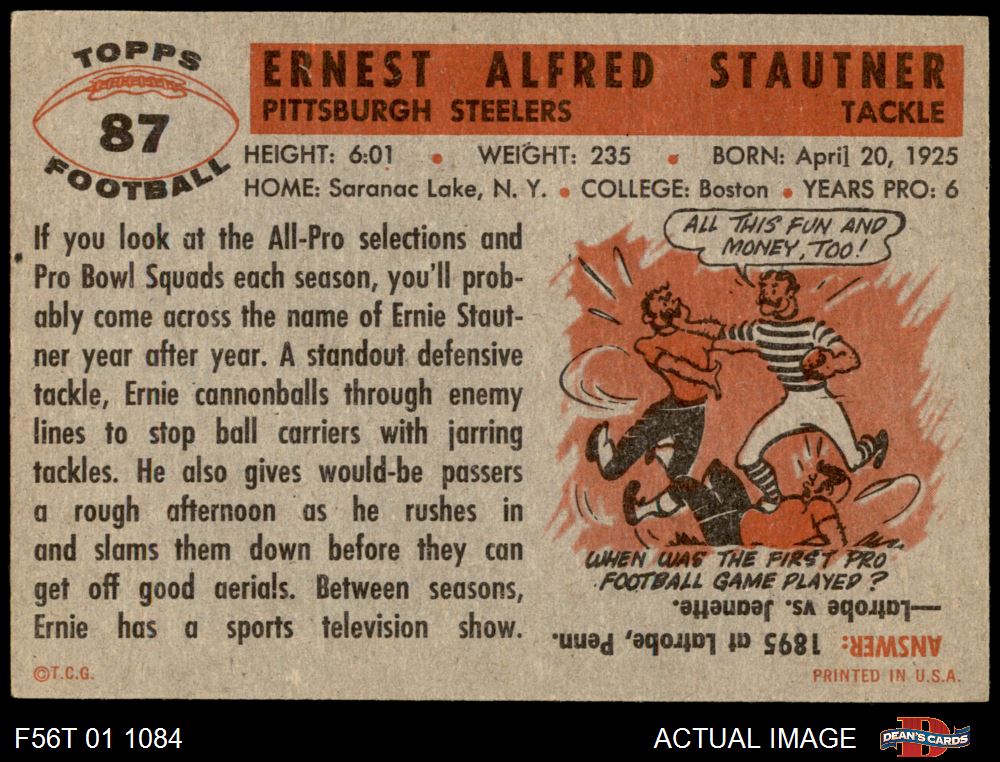 TOPPS
87
FOOTBALL
ERNEST ALFRED STAUTNER
PITTSBURGH STEELERS TACKLE
HEIGHT: 6:01 • WEIGHT: 235 • BORN: April 20, 1925
HOME: Saranac Lake, N. Y. • COLLEGE: Boston • YEARS PRO: 6
If you look at the All-Pro selections and
Pro Bowl Squads each season, you'll prob-
ably come across the name of Ernie Staut-
ner year after year. A standout defensive
tackle, Ernie cannonballs through enemy
lines to stop ball carriers with jarring
tackles. He also gives would-be passers
a rough afternoon as he rushes in
and slams them down before they can
get off good aerials. Between seasons,
Ernie has a sports television show.
ALL THIS FUN AND
MONEY, TOO!
WHEN WAS THE FIRST PRO
FOOTBALL GAME PLAYED?
ANSWER: 1895 at Latrobe, Penn.
—Latrobe vs. Jeanette.
©T.C.G.
PRINTED IN U.S.A.
F56T 01 1084
ACTUAL IMAGE
D
DEAN'S CARDS